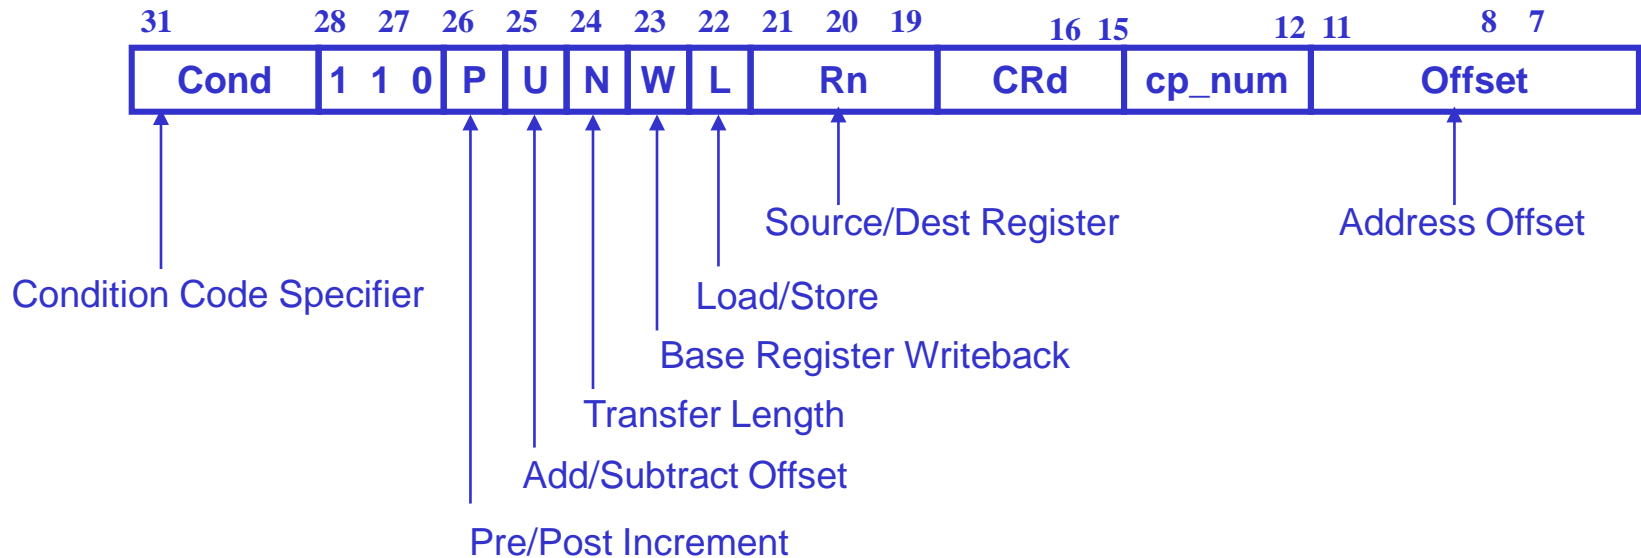 31 28 27 26 25 24 23 22 21 20 19 16 15 12 11 8 7
Cond 1 1 0 P U N W L Rn CRd cp_num Offset
Source/Dest Register Address Offset
Condition Code Specifier Load/Store
Base Register Writeback
Transfer Length
Add/Subtract Offset
Pre/Post Increment